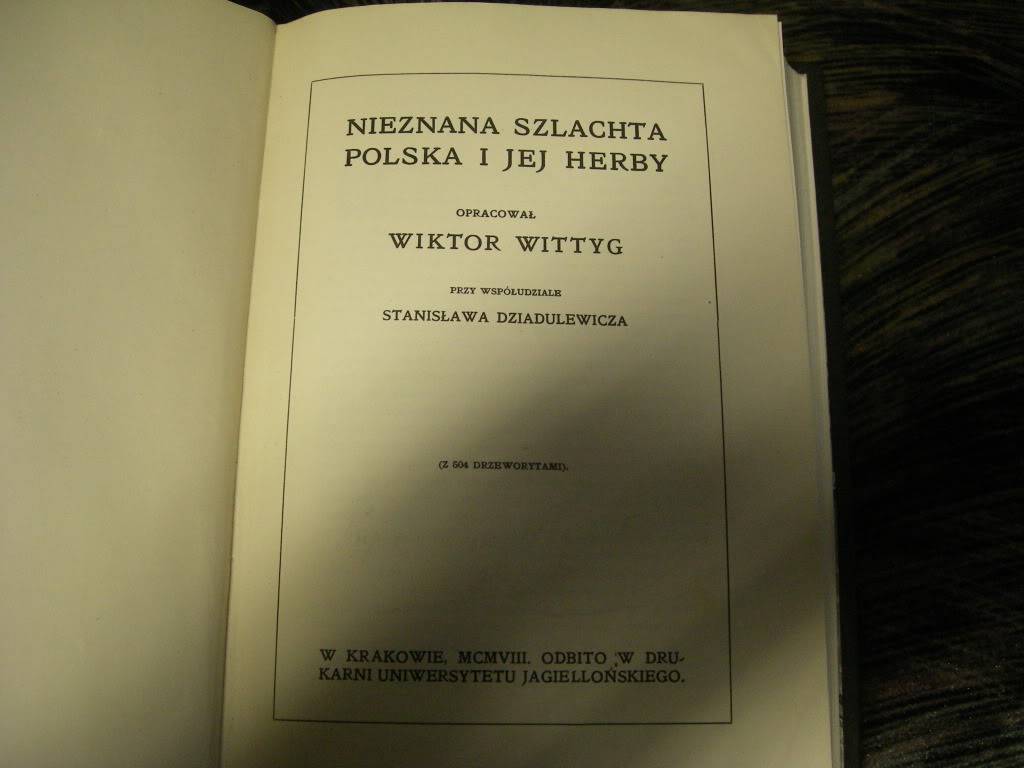 NIEZNANA SZLACHTA
POLSKA I JEJ HERBY
OPRACOWAŁ
WIKTOR WITTYG
PRZY WSPÓŁUDZIALE
STANISŁAWA DZIADULEWICZA
(Z 504 DRZEWORYTAMI).
W KRAKOWIE, MCMVIII. ODBITO W DRU-
KARNI UNIWERSYTETU JAGIELLOŃSKIEGO.